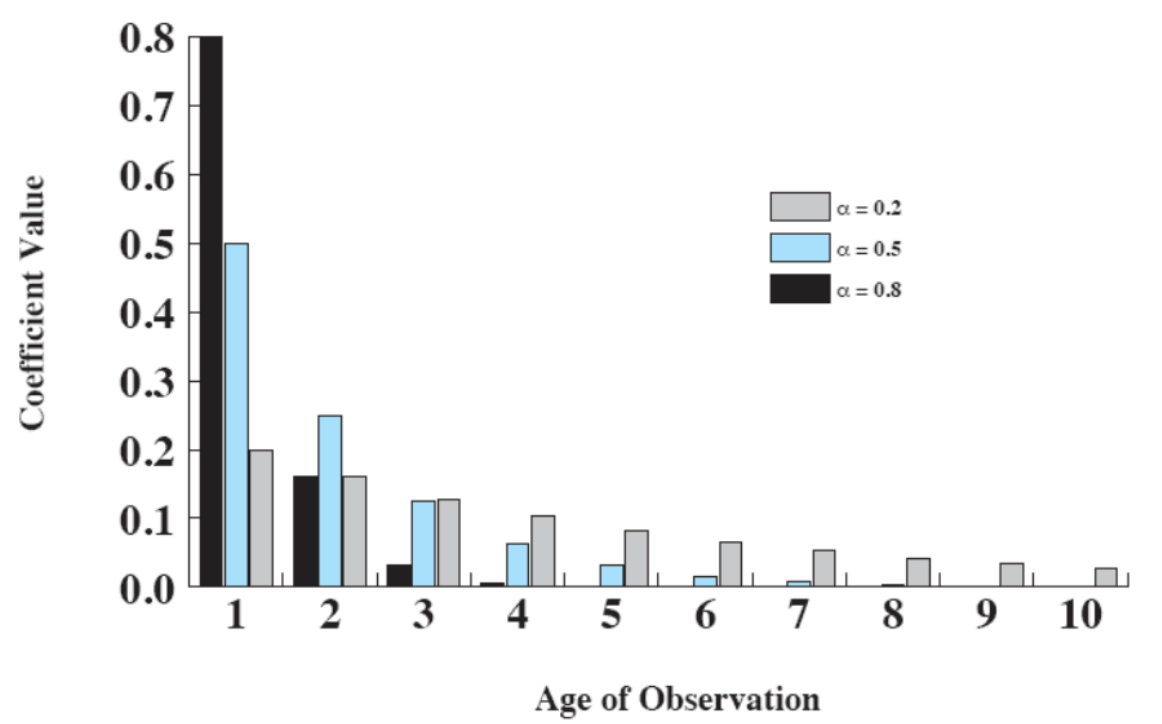 0.8
0.7
0.6
0.5
0.4
0.3
0.2
0.1
0.0
Coefficient Value
α = 0.2
α = 0.5
α = 0.8
1 2 3 4 5 6 7 8 9 10
Age of Observation